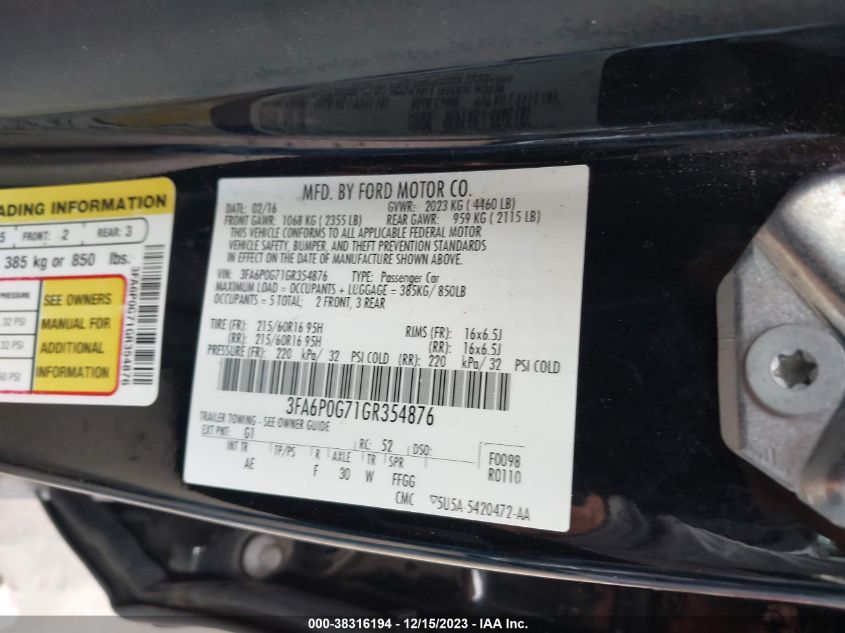 ADING INFORMATION
5 FRONT: 2 REAR: 3
385 kg or 850 lbs.
PRESSURE
32 PSI
32 PSI
60 PSI
SEE OWNERS
MANUAL FOR
ADDITIONAL
INFORMATION
3FA6P0G71GR354876
MFD. BY FORD MOTOR CO.
DATE: 02/16 GVWR: 2023 KG ( 4460 LB)
FRONT GAWR: 1068 KG ( 2355 LB) REAR GAWR: 959 KG ( 2115 LB)
THIS VEHICLE CONFORMS TO ALL APPLICABLE FEDERAL MOTOR
VEHICLE SAFETY, BUMPER, AND THEFT PREVENTION STANDARDS
IN EFFECT ON THE DATE OF MANUFACTURE SHOWN ABOVE.
VIN: 3FA6P0G71GR354876 TYPE: Passenger Car
MAXIMUM LOAD = OCCUPANTS + LUGGAGE = 385KG/ 850LB
OCCUPANTS = 5 TOTAL; 2 FRONT, 3 REAR
TIRE (FR): 215/60R16 95H RIMS (FR): 16x6.5J
(RR): 215/60R16 95H (RR): 16x6.5J
PRESSURE (FR): 220 kPa/ 32 PSI COLD (RR): 220 kPa/ 32 PSI COLD
3FA6P0G71GR354876
TRAILER TOWING - SEE OWNER GUIDE
EXT PNT: G1 RC: 52 DSO: F0098
INT TR TP/PS R AXLE TR SPR R0110
AE F 30 W FFGG
CMC 5U5A-5420472-AA
000-38316194 - 12/15/2023 - IAA Inc.